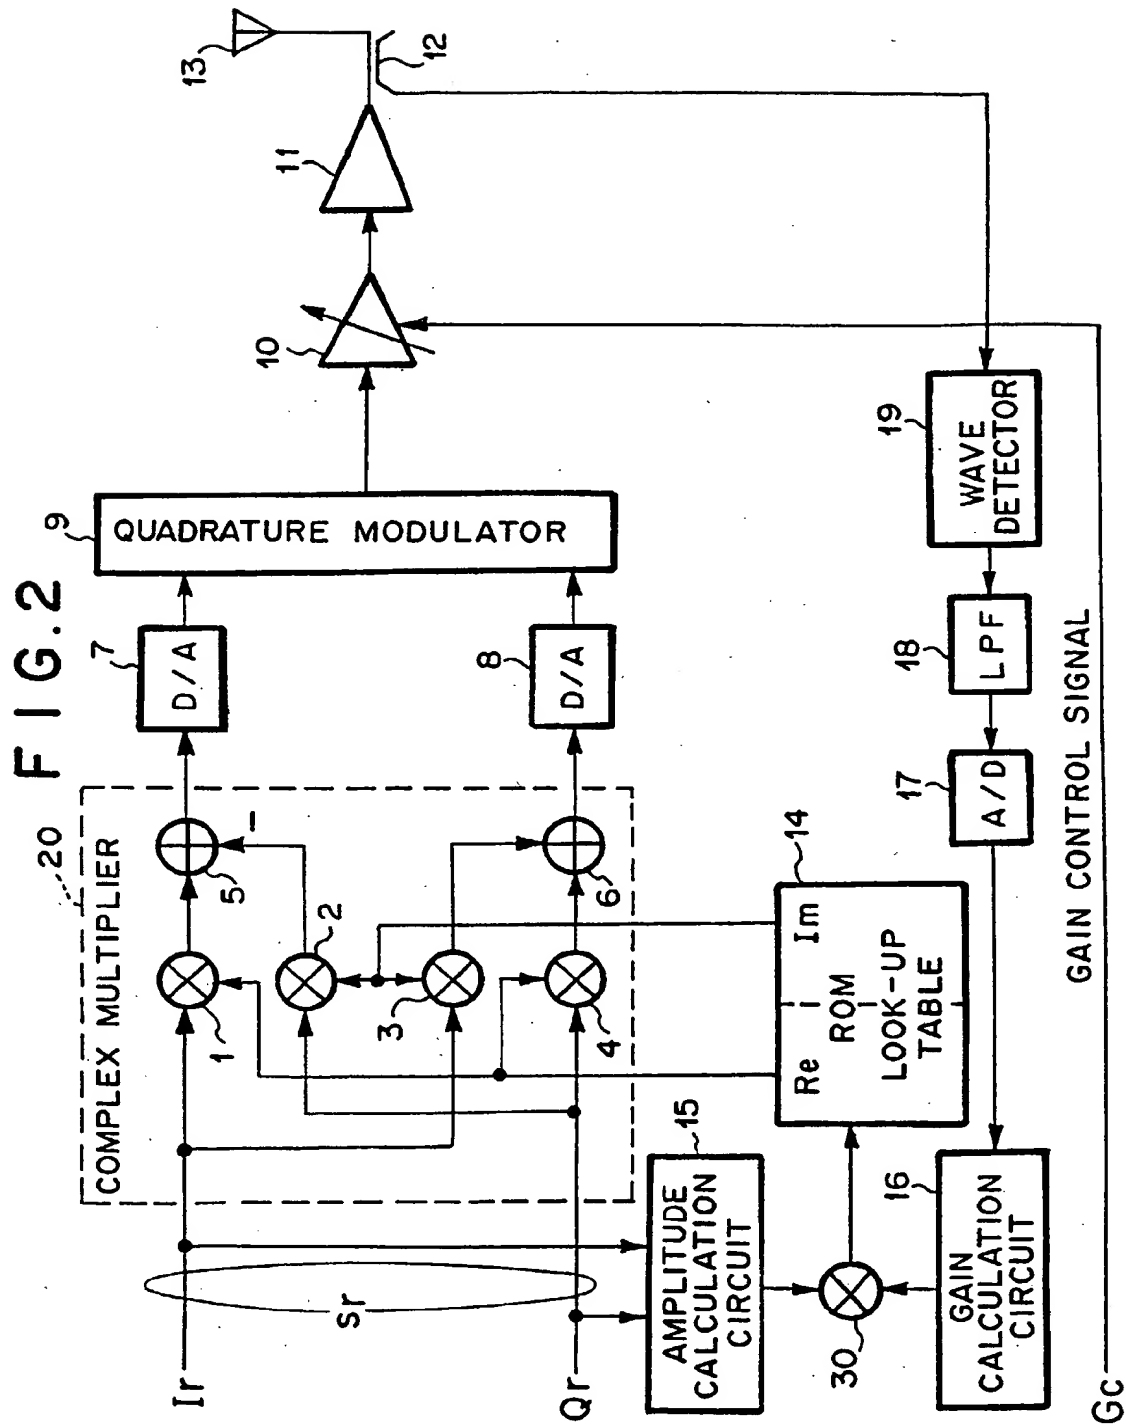 FIG.2
COMPLEX MULTIPLIER
20
Ir
Qr
Sr
1
2
3
4
5
6
7
D/A
8
D/A
9
QUADRATURE MODULATOR
10
11
12
13
14
Re
Im
ROM
LOOK-UP
TABLE
15
AMPLITUDE
CALCULATION
CIRCUIT
30
16
GAIN
CALCULATION
CIRCUIT
17
A/D
18
LPF
19
WAVE
DETECTOR
Gc
GAIN CONTROL SIGNAL